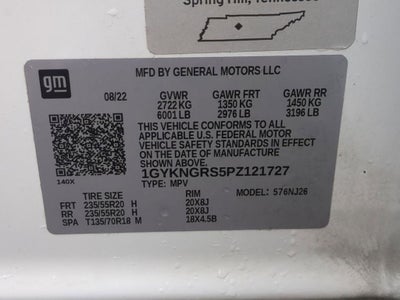 Spring Hill, Tennessee
gm
MFD BY GENERAL MOTORS LLC
08/22 GVWR GAWR FRT GAWR RR
2722 KG 1350 KG 1450 KG
6001 LB 2976 LB 3196 LB
THIS VEHICLE CONFORMS TO ALL
APPLICABLE U.S. FEDERAL MOTOR
VEHICLE SAFETY STANDARDS IN EFFECT
ON THE DATE OF MANUFACTURE
SHOWN ABOVE.
1GYKNGRS5PZ121727
140X TYPE: MPV
TIRE SIZE RIM MODEL: 576NJ26
FRT 235/55R20 H 20X8J
RR 235/55R20 H 20X8J
SPA T135/70R18 M 18X4.5B